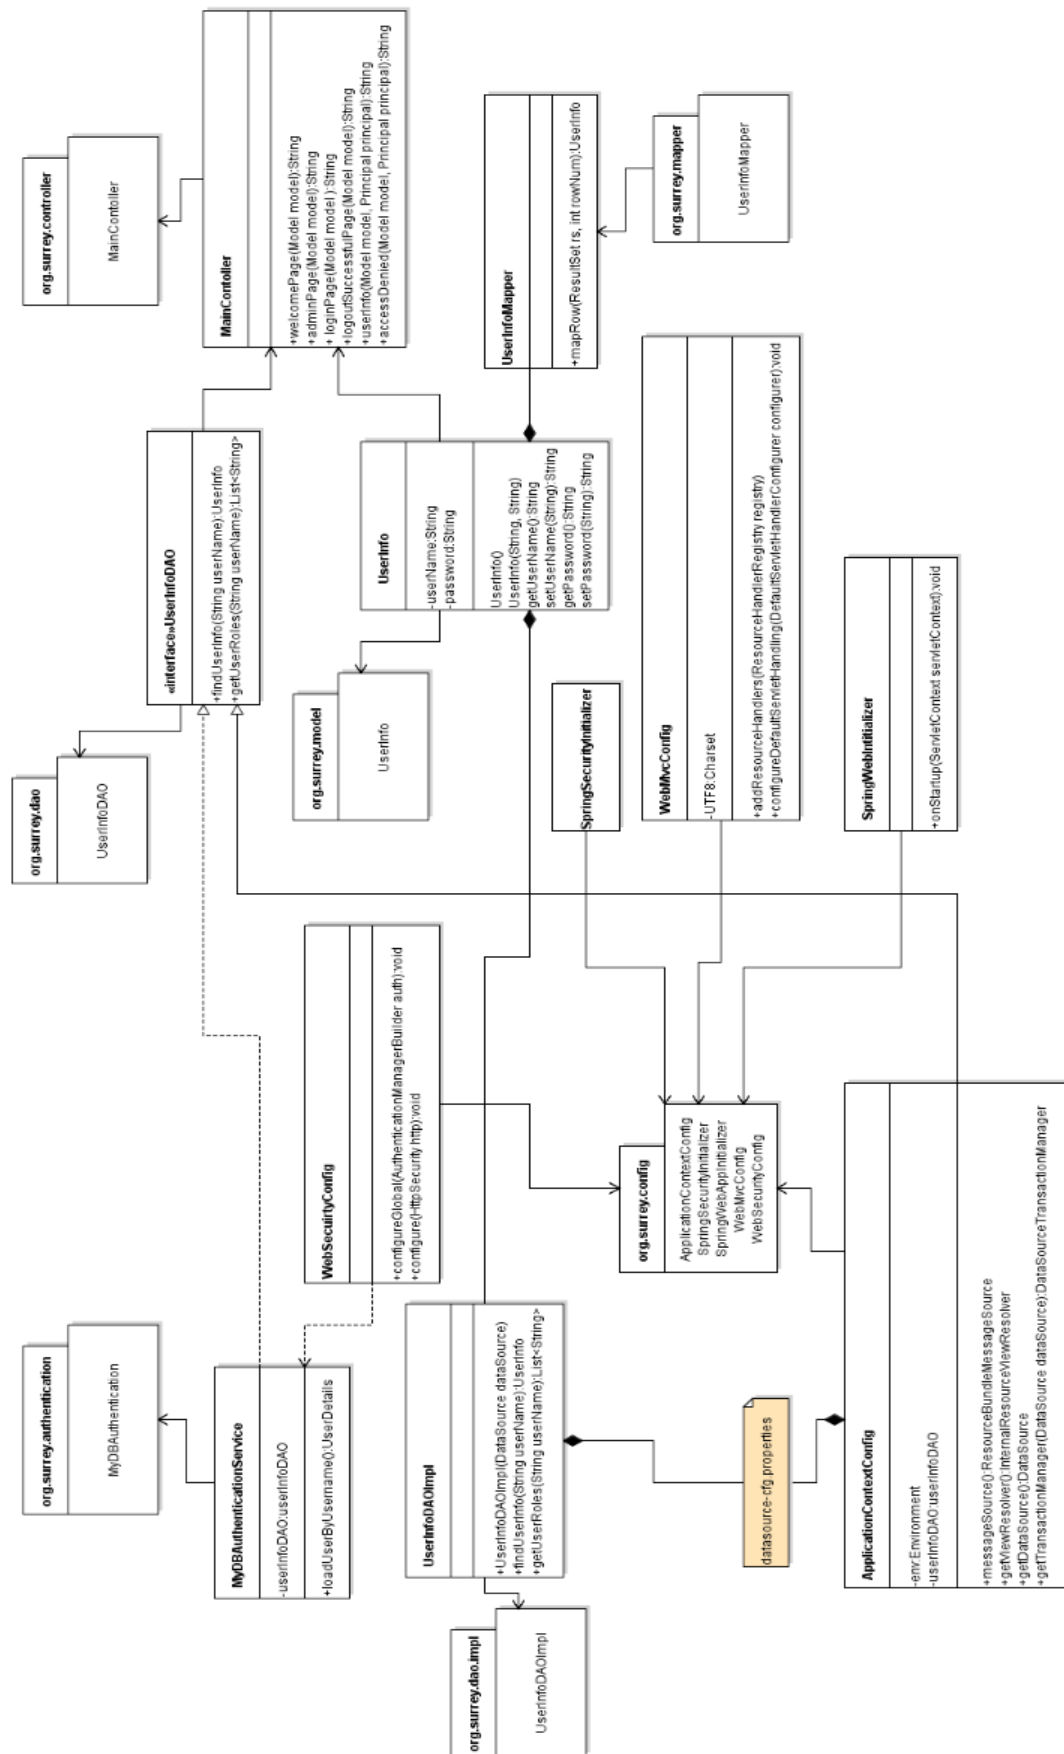 org.surrey.authentication
MyDBAuthentication
MyDBAuthenticationService
-userInfoDAO:userInfoDAO
+loadUserByUsername():UserDetails
org.surrey.dao
UserInfoDAO
«interface»UserInfoDAO
+findUserInfo(String userName):UserInfo
+getUserRoles(String userName):List<String>
org.surrey.controller
MainContoller
MainContoller
+welcomePage(Model model):String
+adminPage(Model model):String
+ loginPage(Model model ):String
+logoutSuccessfulPage(Model model):String
+userInfo(Model model, Principal principal):String
+accessDenied(Model model, Principal principal):String
WebSecuirtyConfig
+configureGlobal(AuthenticationManagerBuilder auth):void
+configure(HttpSecurity http):void
org.surrey.model
UserInfo
UserInfo
-userName:String
-password:String
UserInfo()
UserInfo(String, String)
getUserName():String
setUserName(String):String
getPassword():String
setPassword(String):String
org.surrey.dao.impl
UserInfoDAOImpl
UserInfoDAOImpl
+UserInfoDAOImpl(DataSource dataSource)
+findUserInfo(String userName):UserInfo
+getUserRoles(String userName):List<String>
UserInfoMapper
+mapRow(ResultSet rs, int rowNum):UserInfo
org.surrey.mapper
UserInfoMapper
SpringSecurityInitializer
org.surrey.config
ApplicationContextConfig
SpringSecurityInitializer
SpringWebAppInitializer
WebMvcConfig
WebSecurityConfig
WebMvcConfig
-UTF8:Charset
+addResourceHandlers(ResourceHandlerRegistry registry)
+configureDefaultServletHandling(DefaultServletHandlerConfigurer configurer):void
datasource-cfg.properties
SpringWebIntitializer
+onStartup(ServletContext servletContext):void
ApplicationContextConfig
-env:Environment
-userInfoDAO:userInfoDAO
+messageSource():ResourceBundleMessageSource
+getViewResolver():InternalResourceViewResolver
+getDataSource():DataSource
+getTransactionManager(DataSource dataSource):DataSourceTransactionManager